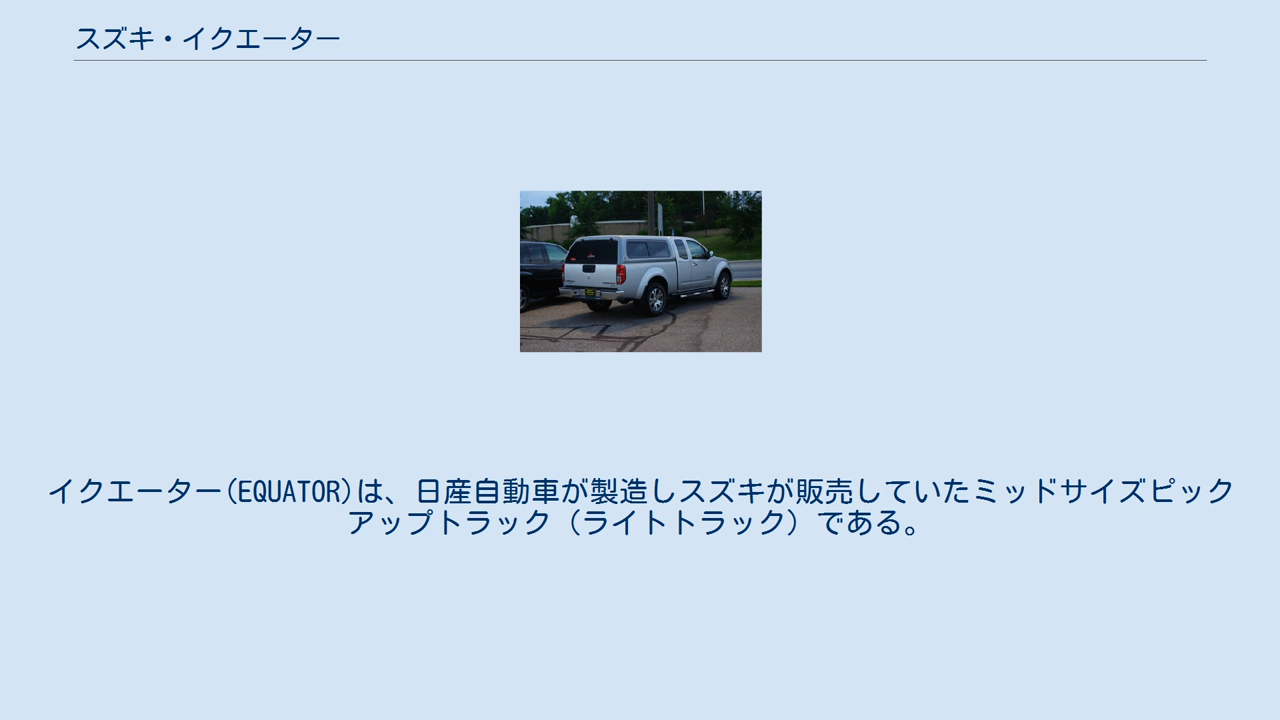 スズキ・イクエーター
イクエーター(EQUATOR)は、日産自動車が製造しスズキが販売していたミッドサイズピック
アップトラック（ライトトラック）である。